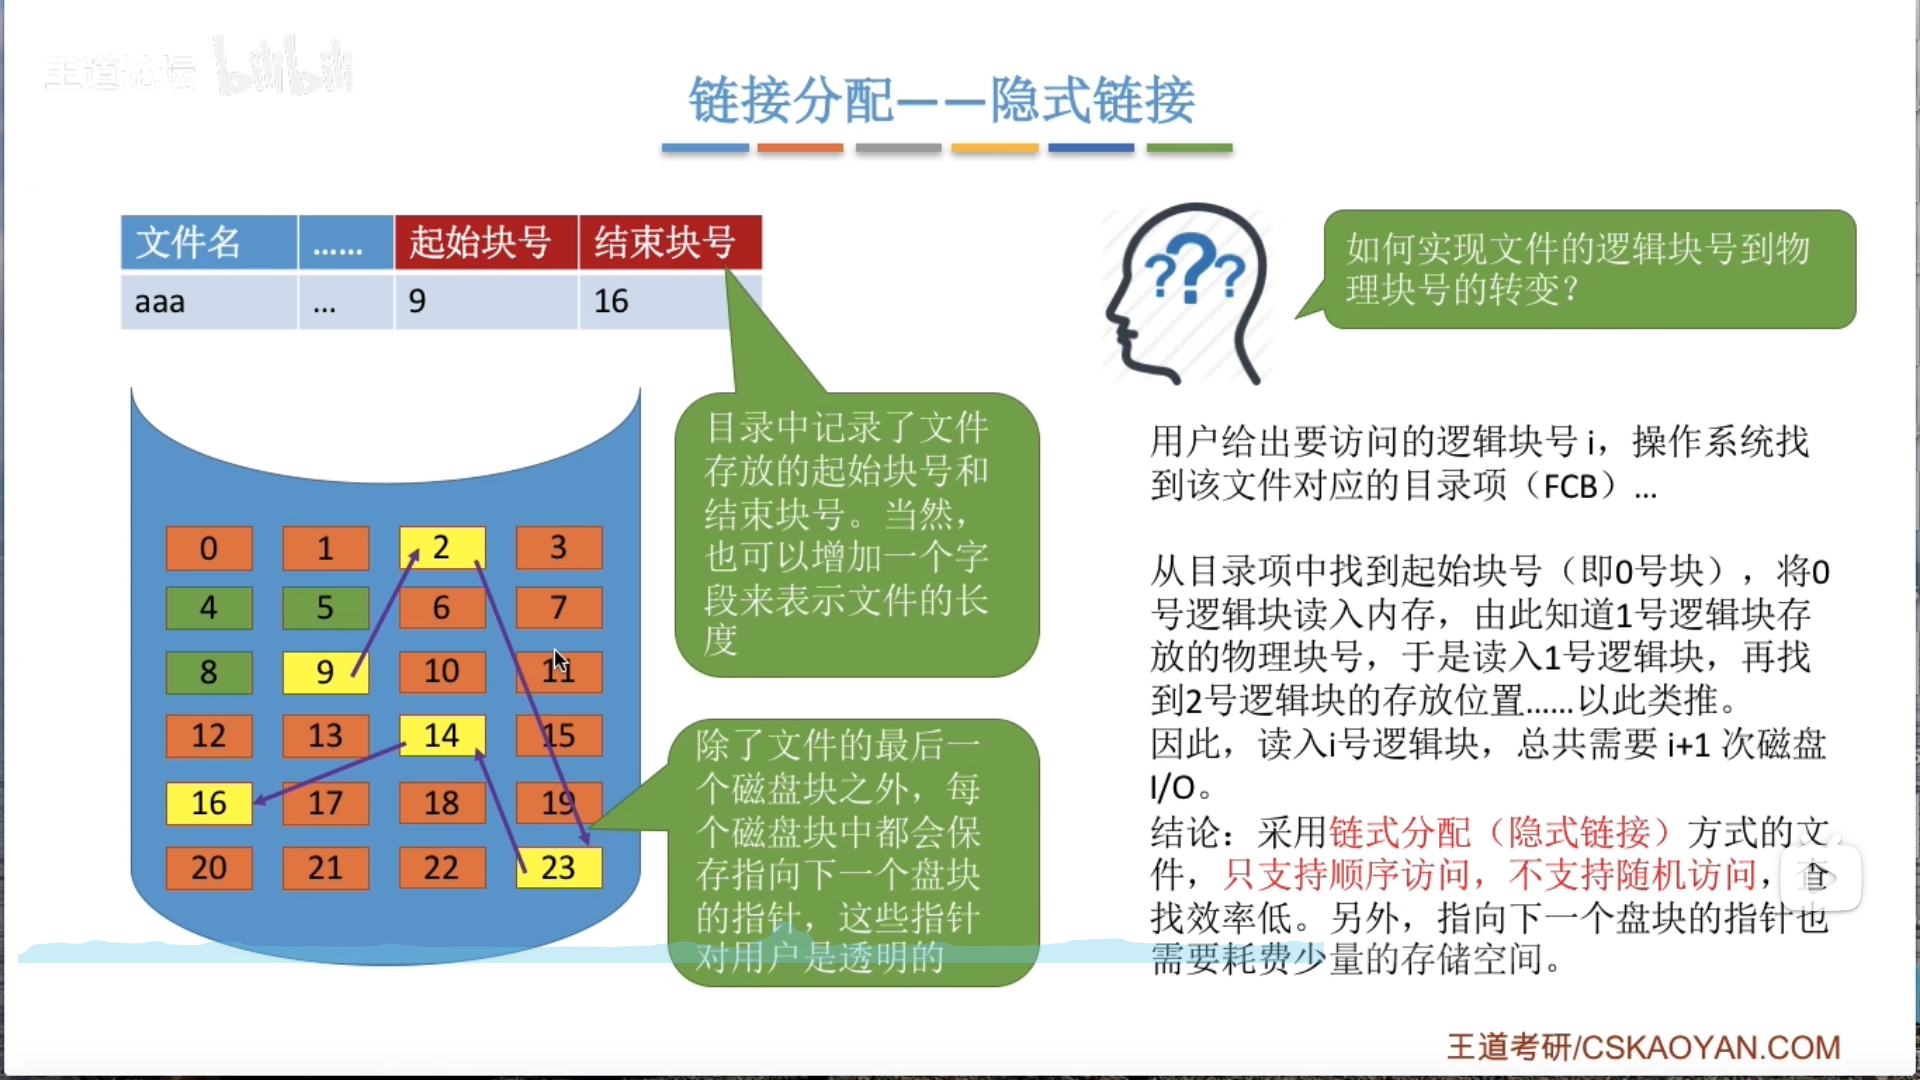 王道论坛 bilibili
链接分配——隐式链接
文件名 …… 起始块号 结束块号
aaa ... 9 16
如何实现文件的逻辑块号到物
理块号的转变?
目录中记录了文件
存放的起始块号和
结束块号。当然,
也可以增加一个字
段来表示文件的长
度
0 1 2 3
4 5 6 7
8 9 10 11
12 13 14 15
16 17 18 19
20 21 22 23
除了文件的最后一
个磁盘块之外,每
个磁盘块中都会保
存指向下一个盘块
的指针,这些指针
对用户是透明的
用户给出要访问的逻辑块号 i,操作系统找
到该文件对应的目录项（FCB）...
从目录项中找到起始块号（即0号块）,将0
号逻辑块读入内存,由此知道1号逻辑块存
放的物理块号,于是读入1号逻辑块,再找
到2号逻辑块的存放位置……以此类推。
因此,读入i号逻辑块,总共需要 i+1 次磁盘
I/O。
结论：采用链式分配（隐式链接）方式的文
件,只支持顺序访问,不支持随机访问,查
找效率低。另外,指向下一个盘块的指针也
需要耗费少量的存储空间。
王道考研/CSKAOYAN.COM